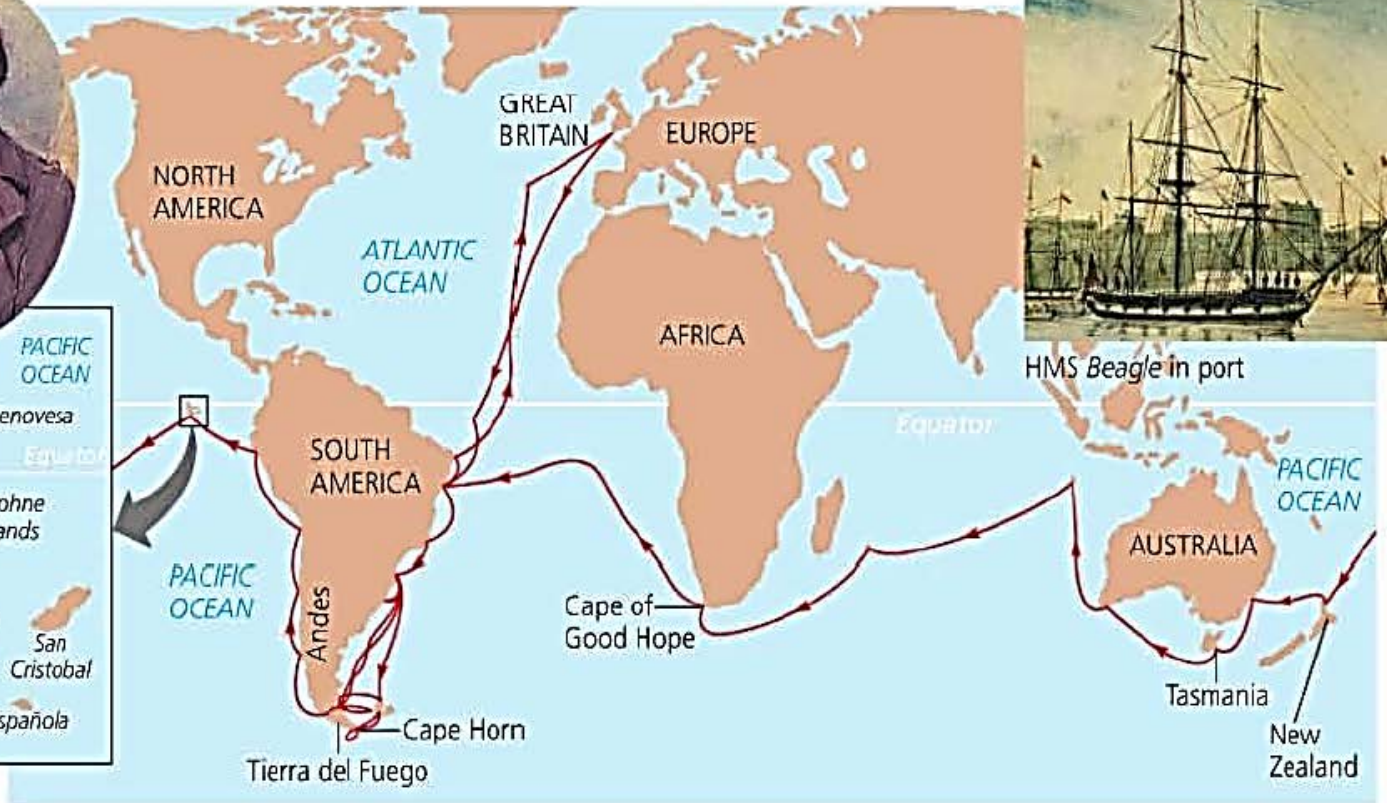 GREAT
BRITAIN
EUROPE
NORTH
AMERICA
ATLANTIC
OCEAN
AFRICA
HMS Beagle in port
PACIFIC
OCEAN
enovesa
Equator
Equator
SOUTH
AMERICA
PACIFIC
OCEAN
phne
ands
AUSTRALIA
PACIFIC
OCEAN
Andes
Cape of
Good Hope
San
Cristobal
Tasmania
spañola
Cape Horn
New
Zealand
Tierra del Fuego